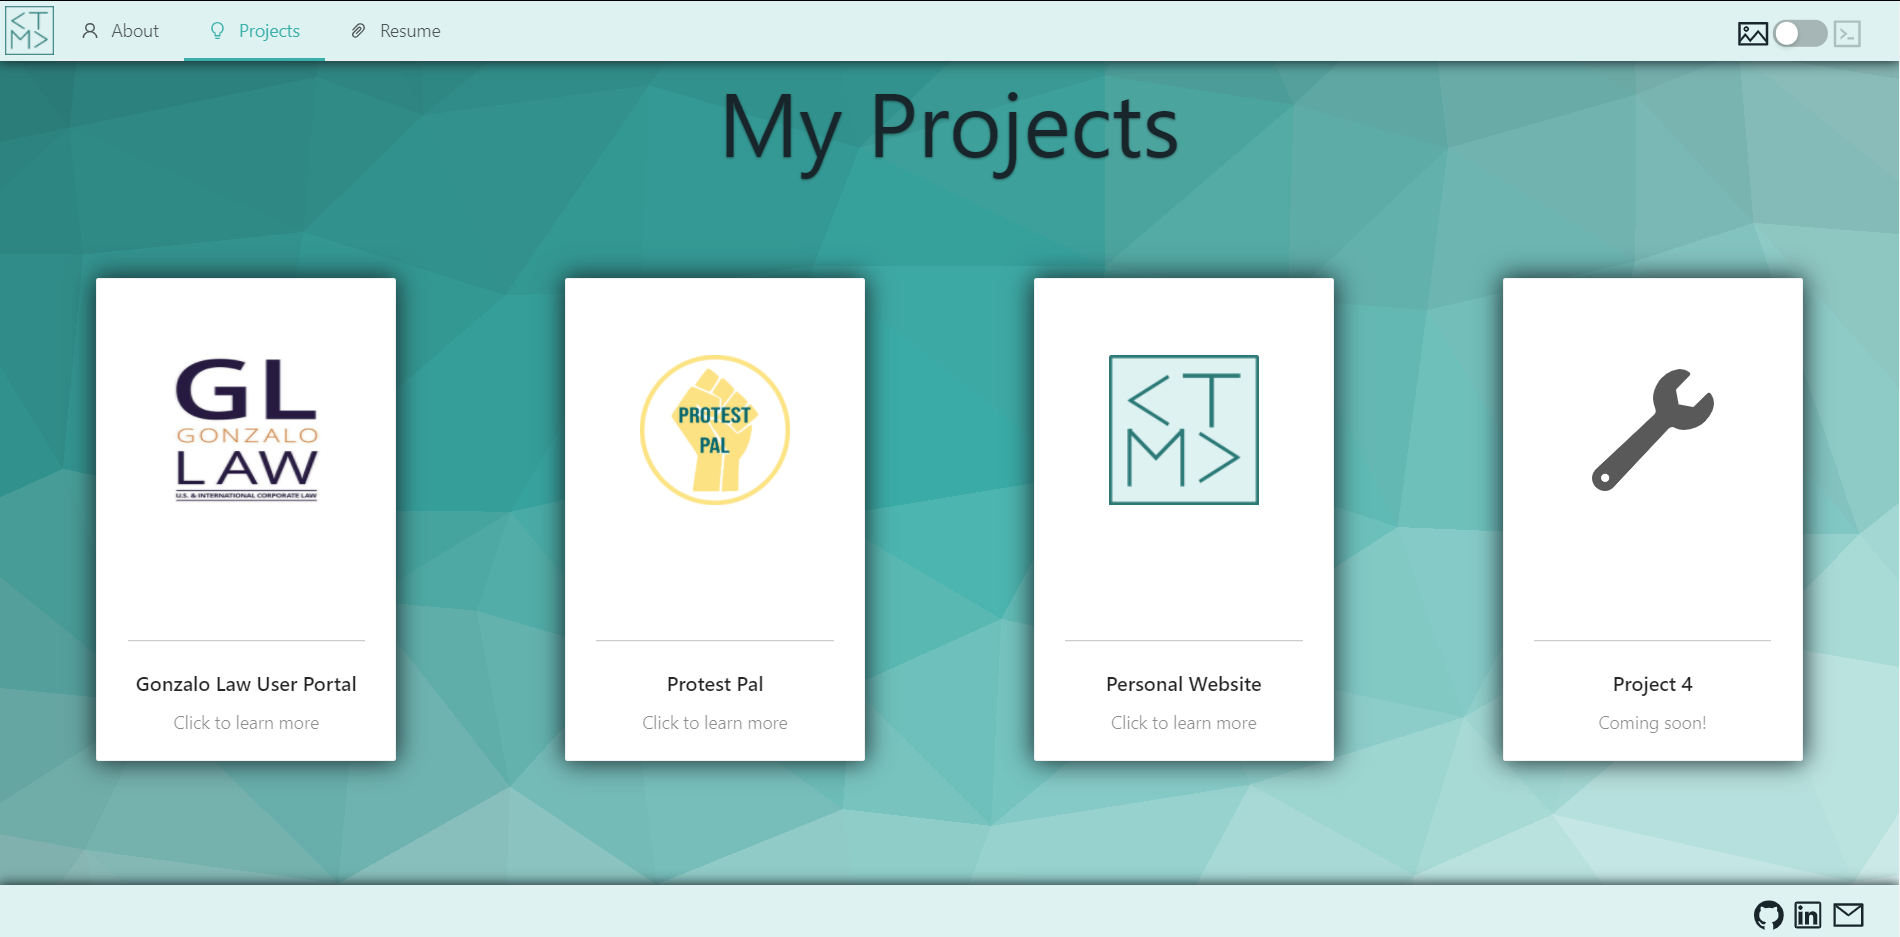 <T
M>
About
Projects
Resume
My Projects
GL
GONZALO
LAW
U.S. & INTERNATIONAL CORPORATE LAW
PROTEST
PAL
<T
M>
Gonzalo Law User Portal
Click to learn more
Protest Pal
Click to learn more
Personal Website
Click to learn more
Project 4
Coming soon!
in